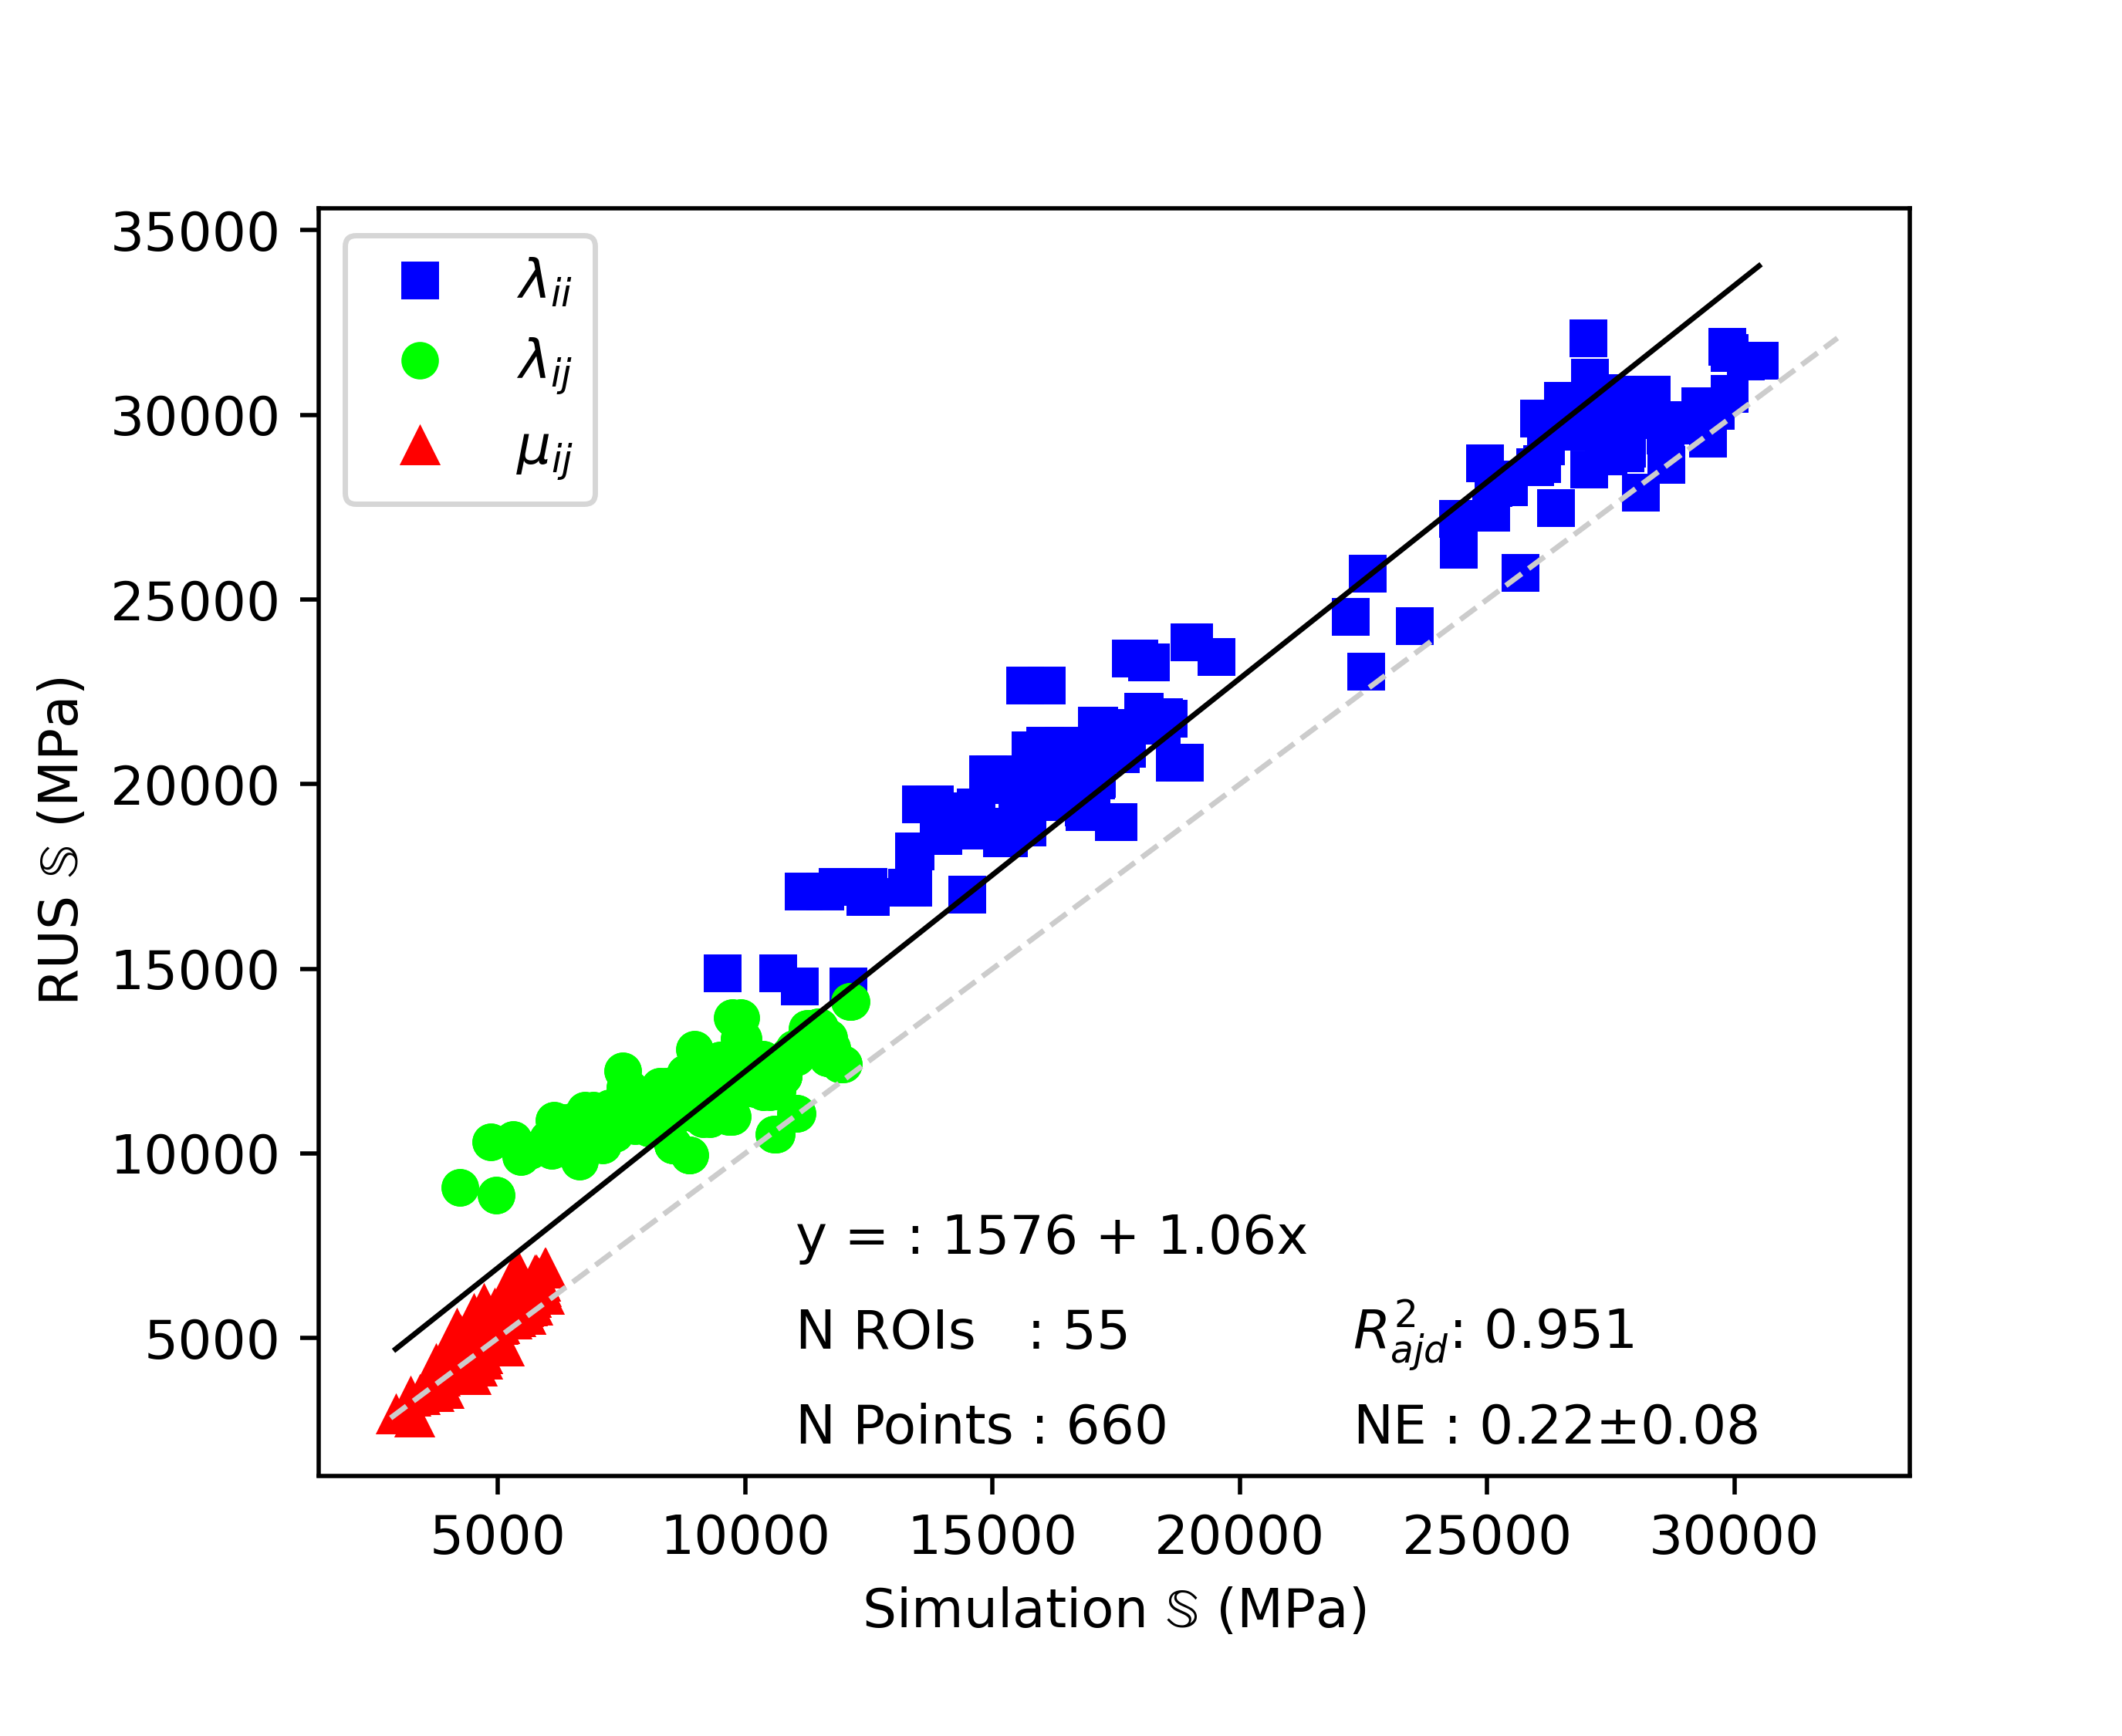 35000
30000
25000
20000
15000
10000
5000
RUS 𝕊 (MPa)
λii
λij
μij
y = : 1576 + 1.06x
N ROIs : 55
R²ajd: 0.951
N Points : 660
NE : 0.22±0.08
5000 10000 15000 20000 25000 30000
Simulation 𝕊 (MPa)